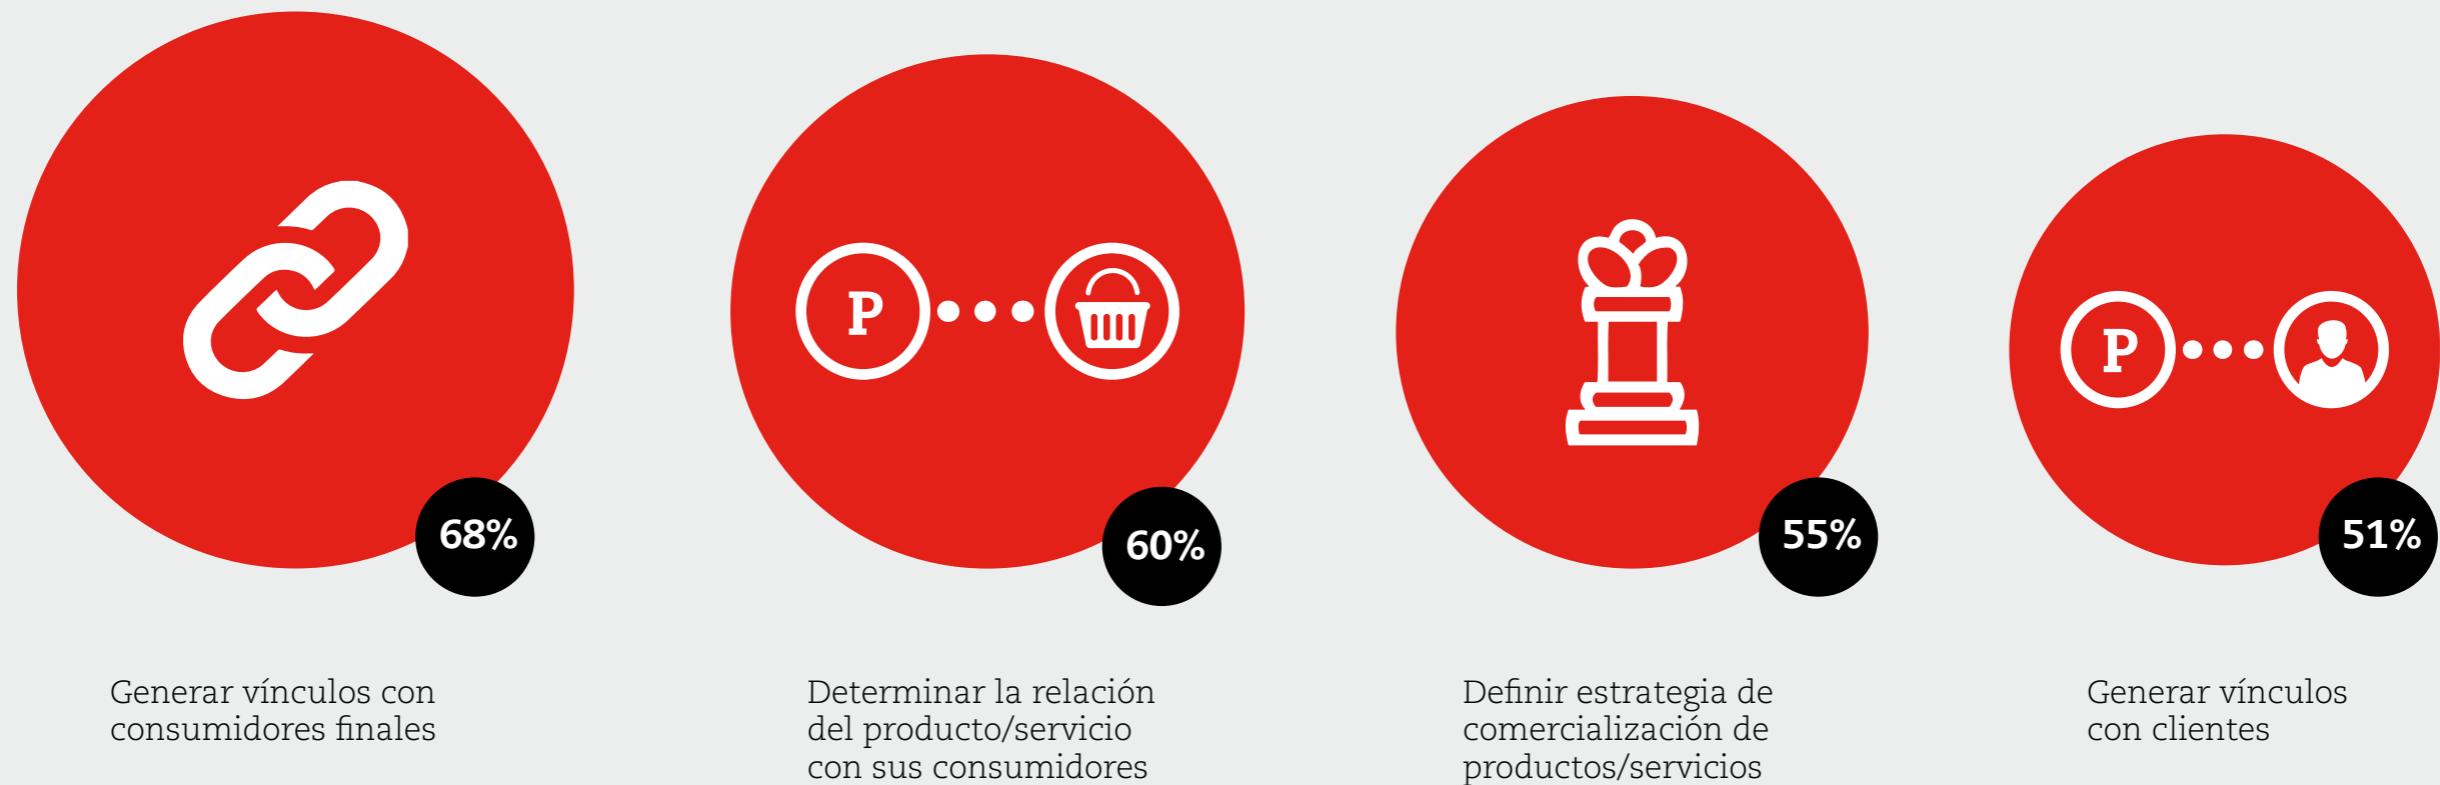 P
P
68%
60%
55%
51%
Generar vínculos con
consumidores finales
Determinar la relación
del producto/servicio
con sus consumidores
Definir estrategia de
comercialización de
productos/servicios
Generar vínculos
con clientes